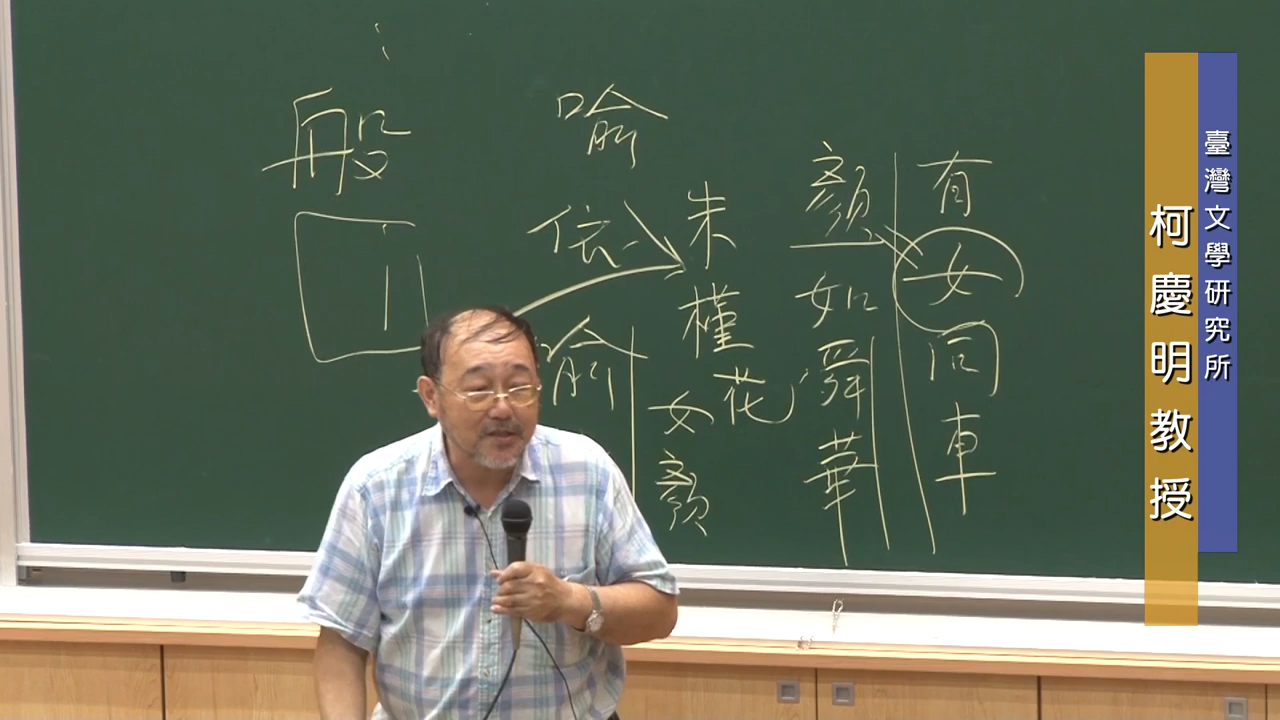 臺灣文學研究所
柯慶明教授
有女同車
顏如舜華
朱槿花
女顏
喻
依
喻
般